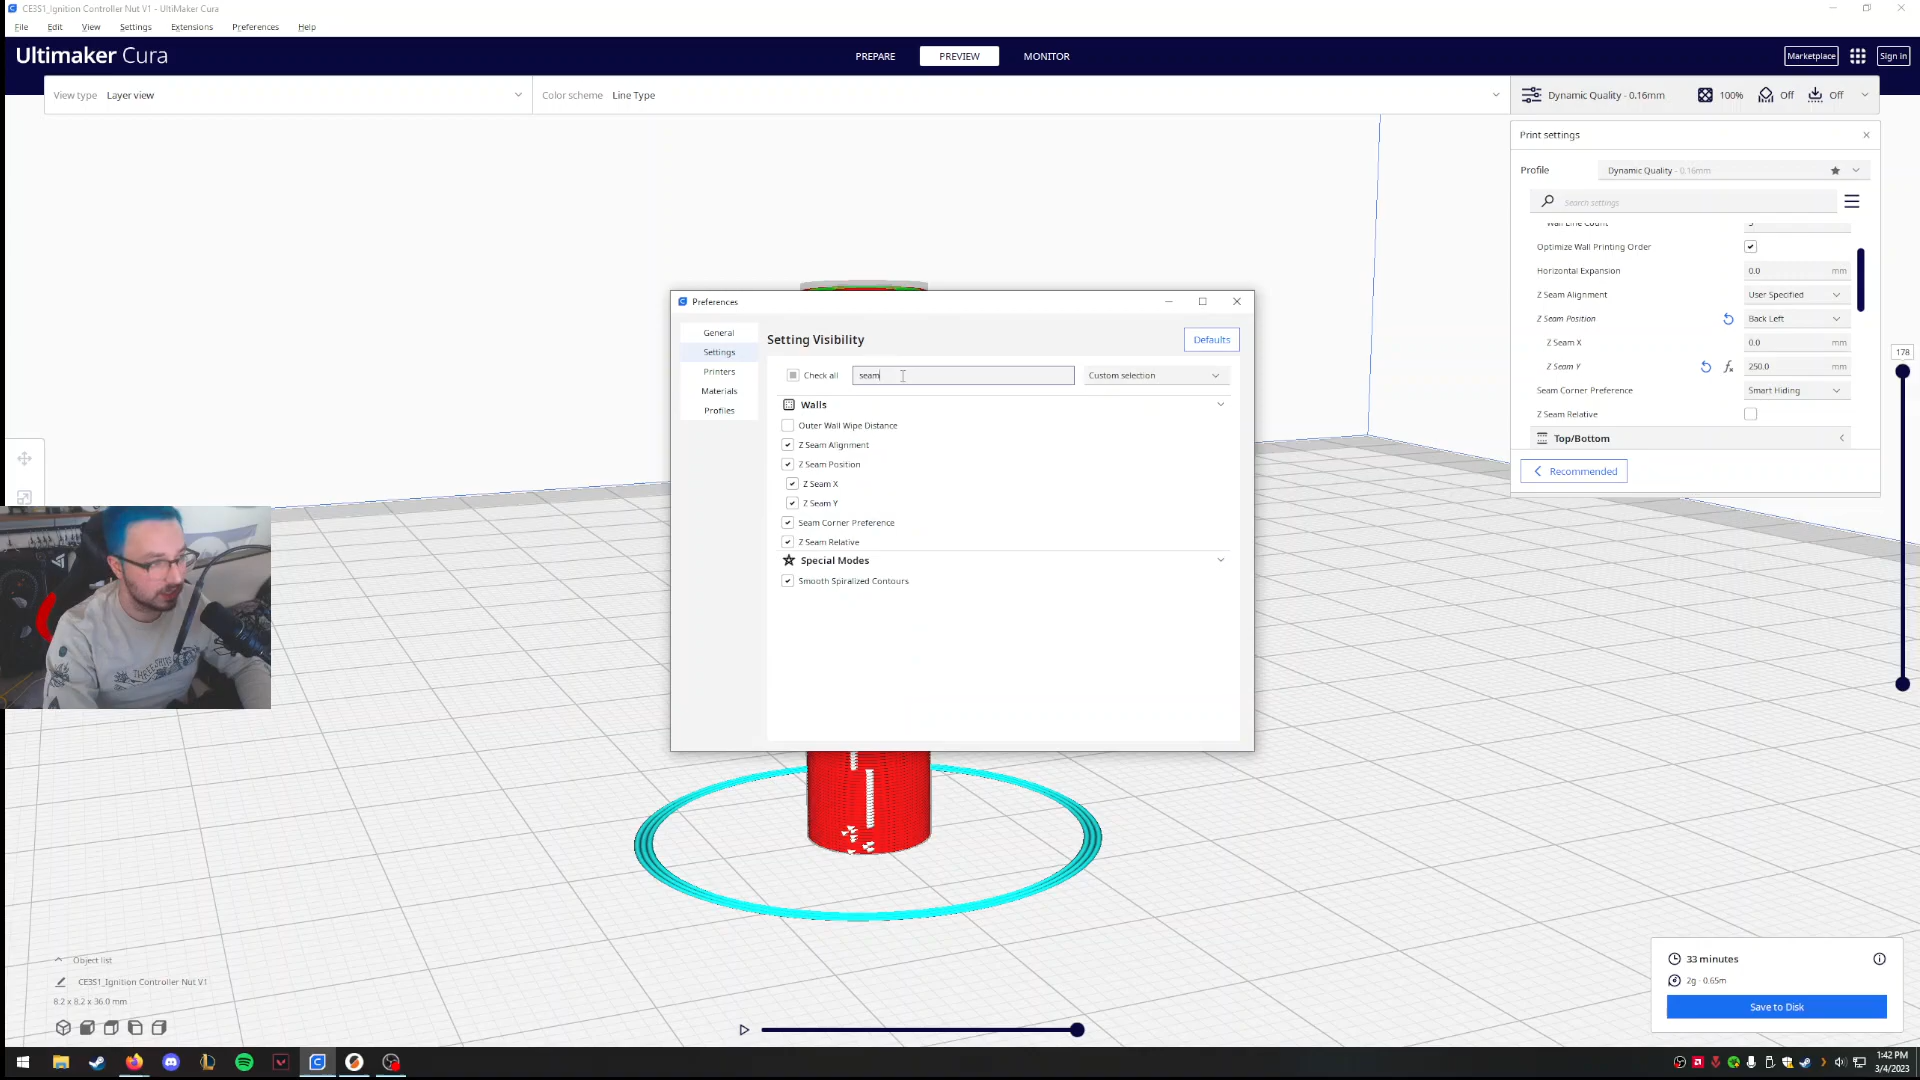 CE3S1_Ignition Controller Nut V1 - UltiMaker Cura
File Edit View Settings Extensions Preferences Help
Ultimaker Cura
PREPARE PREVIEW MONITOR
Marketplace Sign in
View type Layer view
Color scheme Line Type
Dynamic Quality - 0.16mm 100% Off Off
Print settings
Profile Dynamic Quality - 0.16mm
Search settings
Wall Line Count
Optimize Wall Printing Order
Horizontal Expansion 0.0 mm
Z Seam Alignment User Specified
Z Seam Position Back Left
Z Seam X 0.0 mm
Z Seam Y 250.0 mm
Seam Corner Preference Smart Hiding
Z Seam Relative
Top/Bottom
Recommended
178
Preferences
General
Settings
Printers
Materials
Profiles
Setting Visibility
Defaults
Check all seam Custom selection
Walls
Outer Wall Wipe Distance
Z Seam Alignment
Z Seam Position
Z Seam X
Z Seam Y
Seam Corner Preference
Z Seam Relative
Special Modes
Smooth Spiralized Contours
Object list
CE3S1_Ignition Controller Nut V1
8.2 x 8.2 x 36.0 mm
33 minutes
2g · 0.65m
Save to Disk
1:42 PM
3/4/2023